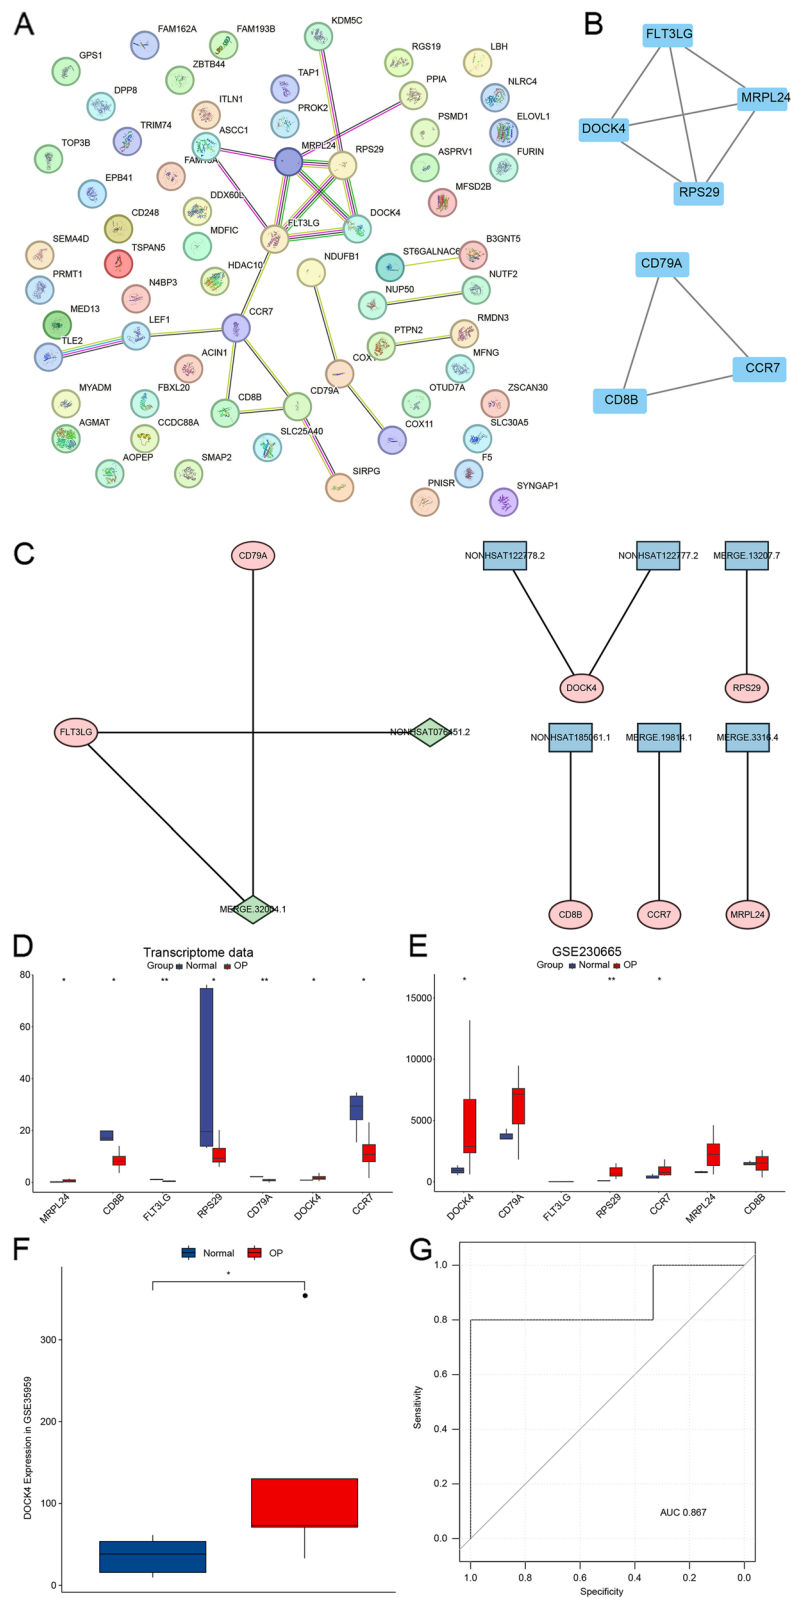 A
FAM162A
FAM193B
KDM5C
GPS1
ZBTB44
RGS19
LBH
TAP1
PPIA
NLRC4
DPP8
ITLN1
PROK2
TRIM74
ASCC1
PSMD1
ELOVL1
MRPL24
RPS29
TOP3B
FAM13A
ASPRV1
FURIN
EPB41
DDX60L
MFSD2B
CD248
FLT3LG
DOCK4
MDFIC
SEMA4D
TSPAN5
NDUFB1
ST6GALNAC6
B3GNT5
HDAC10
PRMT1
N4BP3
NUP50
NUTF2
MED13
LEF1
CCR7
PTPN2
RMDN3
TLE2
ACIN1
MFNG
MYADM
FBXL20
CD8B
CD79A
OTUD7A
ZSCAN30
AGMAT
CCDC88A
SLC25A40
COX11
SLC30A5
AOPEP
SMAP2
SIRPG
F5
PNISR
SYNGAP1
B
FLT3LG
MRPL24
DOCK4
RPS29
CD79A
CCR7
CD8B
C
CD79A
FLT3LG
NONHSAT076451.2
MERGE.32004.1
NONHSAT122778.2
NONHSAT122777.2
MERGE.13207.7
DOCK4
RPS29
NONHSAT185061.1
MERGE.19814.1
MERGE.3316.4
CD8B
CCR7
MRPL24
D
Transcriptome data
Group Normal OP
80
60
40
20
0
* * ** * ** * *
MRPL24
CD8B
FLT3LG
RPS29
CD79A
DOCK4
CCR7
E
GSE230665
Group Normal OP
15000
10000
5000
0
* ** *
DOCK4
CD79A
FLT3LG
RPS29
CCR7
MRPL24
CD8B
F
Normal OP
*
DOCK4 Expression in GSE35959
300
200
100
0
G
Sensitivity
1.0
0.8
0.6
0.4
0.2
0.0
AUC 0.867
1.0 0.8 0.6 0.4 0.2 0.0
Specificity